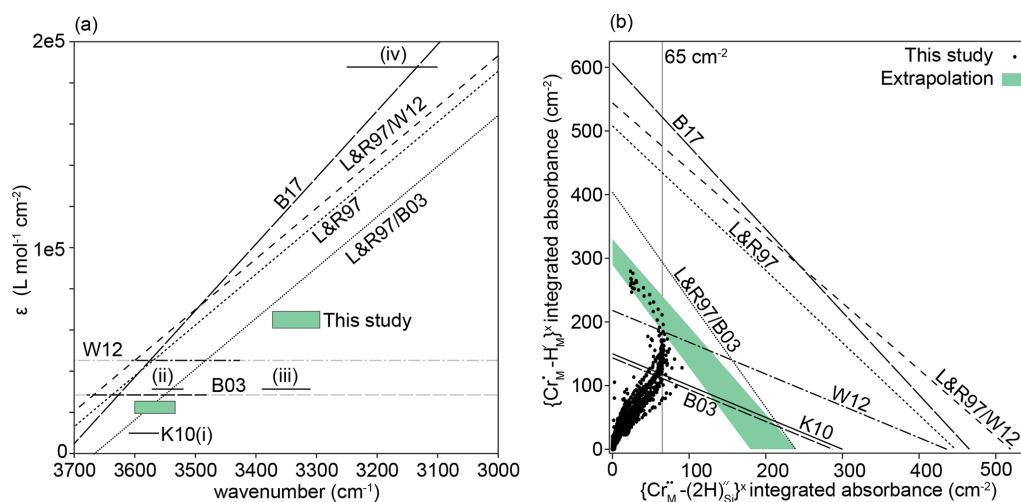 (a)
2e5
1e5
0
ε (L mol⁻¹ cm⁻²)
(iv)
L&R97/W12
B17
L&R97
L&R97/B03
This study
W12
(ii)
B03
(iii)
K10(i)
3700 3600 3500 3400 3300 3200 3100 3000
wavenumber (cm⁻¹)
(b)
65 cm⁻²
This study
Extrapolation
600
500
400
300
200
100
0
{Cr•M-H′M}ˣ integrated absorbance (cm⁻²)
B17
L&R97
L&R97/B03
W12
B03
K10
L&R97/W12
0 100 200 300 400 500
{Cr••M-(2H)″Si}ˣ integrated absorbance (cm⁻²)